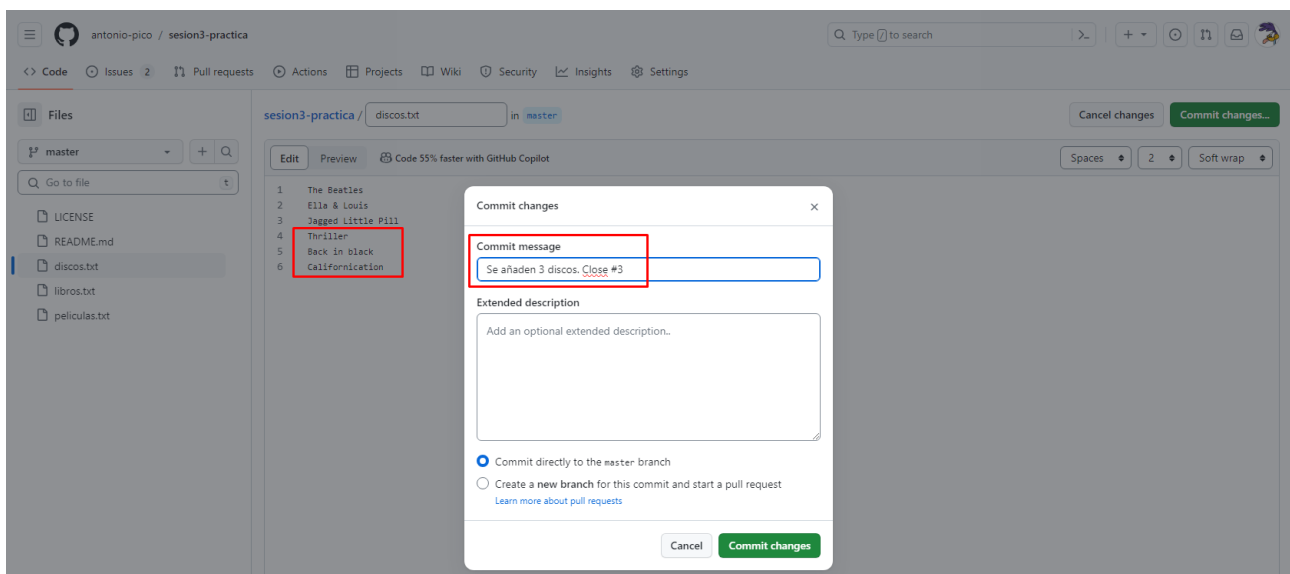 antonio-pico / sesion3-practica
Type / to search
<> Code Issues 2 Pull requests Actions Projects Wiki Security Insights Settings
Files
sesion3-practica / discos.txt in master
Cancel changes Commit changes...
master
Edit Preview Code 55% faster with GitHub Copilot
Spaces 2 Soft wrap
Go to file t
LICENSE
README.md
discos.txt
libros.txt
peliculas.txt
1 The Beatles
2 Ella & Louis
3 Jagged Little Pill
4 Thriller
5 Back in black
6 Californication
Commit changes
Commit message
Se añaden 3 discos. Close #3
Extended description
Add an optional extended description..
Commit directly to the master branch
Create a new branch for this commit and start a pull request
Learn more about pull requests
Cancel Commit changes